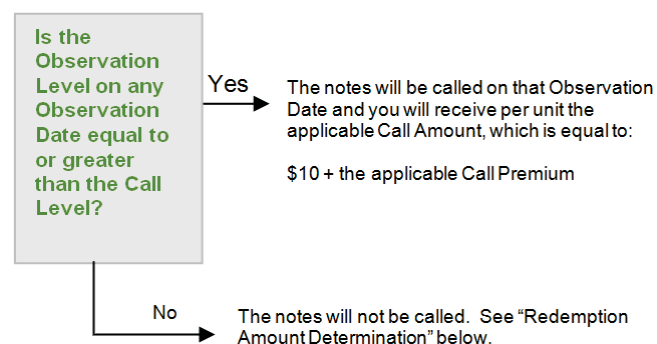 Is the
Observation
Level on any
Observation
Date equal to
or greater
than the Call
Level?
Yes
The notes will be called on that Observation
Date and you will receive per unit the
applicable Call Amount, which is equal to:
$10 + the applicable Call Premium
No
The notes will not be called. See “Redemption
Amount Determination” below.